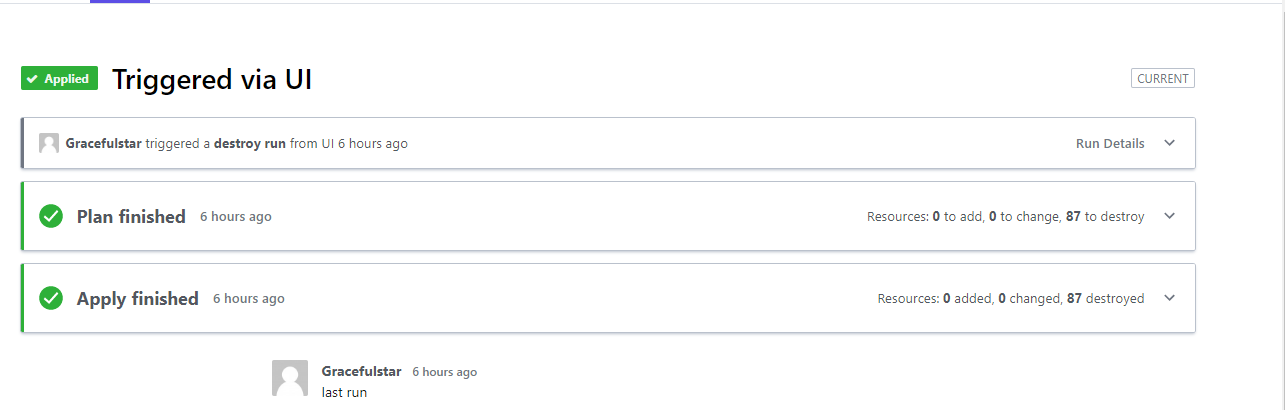 Applied Triggered via UI CURRENT
Gracefulstar triggered a destroy run from UI 6 hours ago Run Details
Plan finished 6 hours ago Resources: 0 to add, 0 to change, 87 to destroy
Apply finished 6 hours ago Resources: 0 added, 0 changed, 87 destroyed
Gracefulstar 6 hours ago
last run